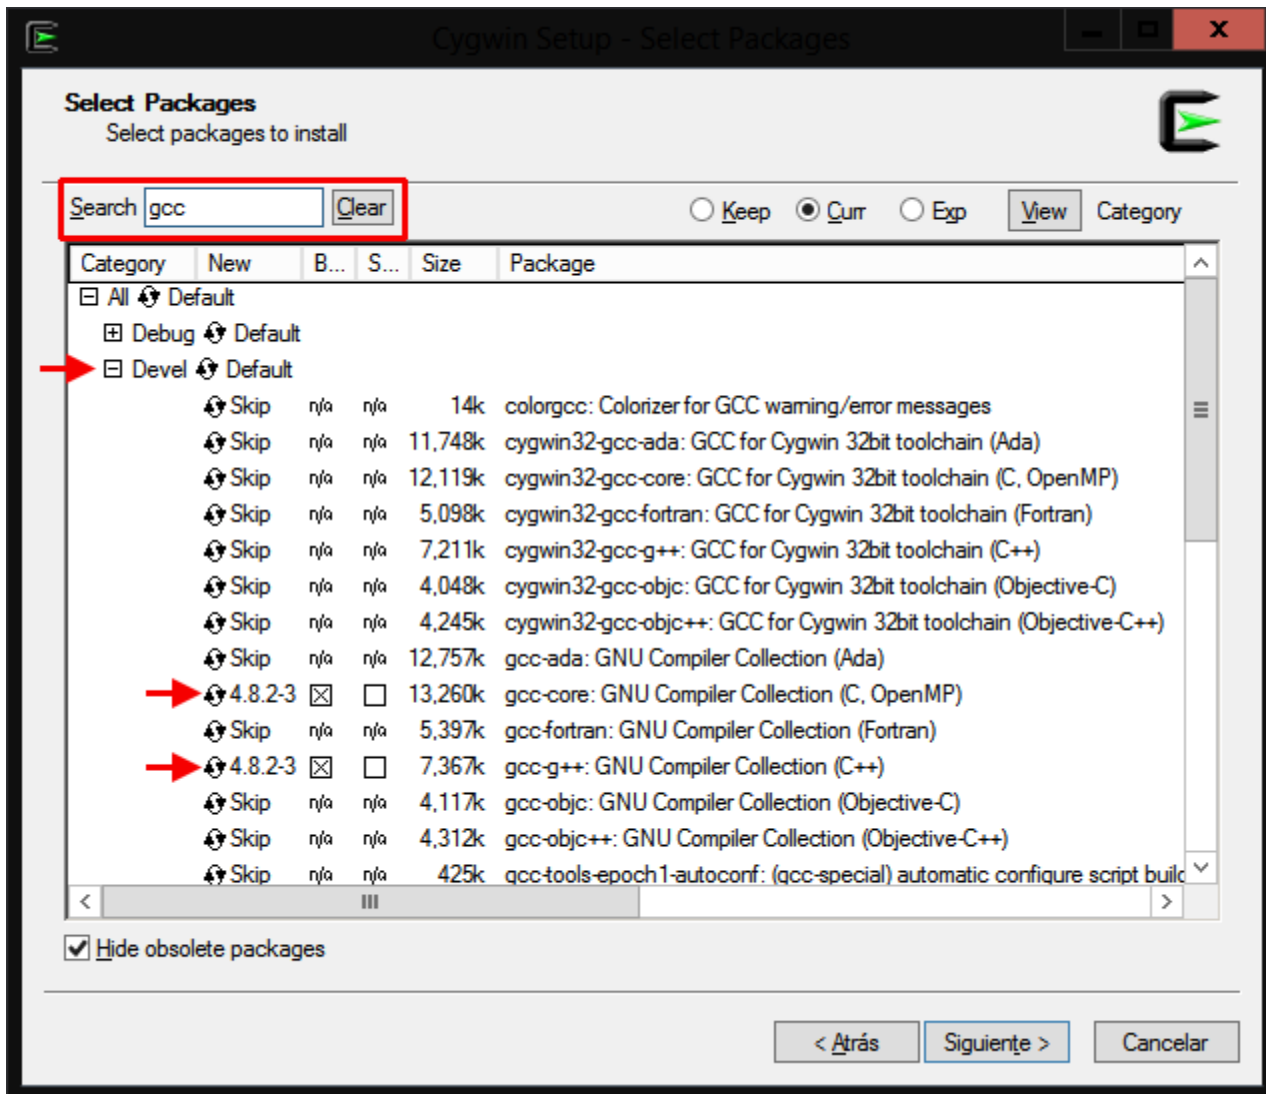 Cygwin Setup - Select Packages
Select Packages
Select packages to install
Search gcc Clear Keep Curr Exp View Category
Category New B... S... Size Package
All Default
Debug Default
Devel Default
Skip n/a n/a 14k colorgcc: Colorizer for GCC warning/error messages
Skip n/a n/a 11,748k cygwin32-gcc-ada: GCC for Cygwin 32bit toolchain (Ada)
Skip n/a n/a 12,119k cygwin32-gcc-core: GCC for Cygwin 32bit toolchain (C, OpenMP)
Skip n/a n/a 5,098k cygwin32-gcc-fortran: GCC for Cygwin 32bit toolchain (Fortran)
Skip n/a n/a 7,211k cygwin32-gcc-g++: GCC for Cygwin 32bit toolchain (C++)
Skip n/a n/a 4,048k cygwin32-gcc-objc: GCC for Cygwin 32bit toolchain (Objective-C)
Skip n/a n/a 4,245k cygwin32-gcc-objc++: GCC for Cygwin 32bit toolchain (Objective-C++)
Skip n/a n/a 12,757k gcc-ada: GNU Compiler Collection (Ada)
4.8.2-3 13,260k gcc-core: GNU Compiler Collection (C, OpenMP)
Skip n/a n/a 5,397k gcc-fortran: GNU Compiler Collection (Fortran)
4.8.2-3 7,367k gcc-g++: GNU Compiler Collection (C++)
Skip n/a n/a 4,117k gcc-objc: GNU Compiler Collection (Objective-C)
Skip n/a n/a 4,312k gcc-objc++: GNU Compiler Collection (Objective-C++)
Skip n/a n/a 425k gcc-tools-epoch1-autoconf: (gcc-special) automatic configure script builc
Hide obsolete packages
< Atrás Siguiente > Cancelar